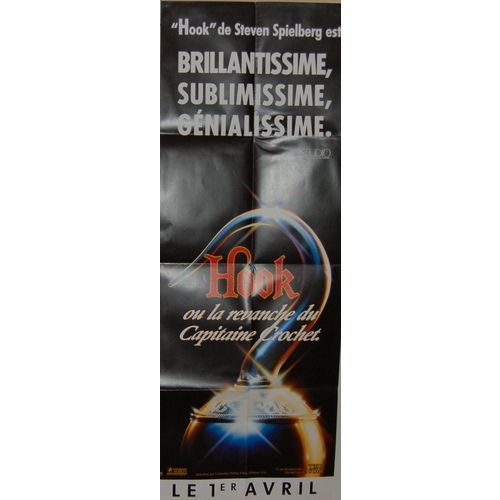 "Hook" de Steven Spielberg est
BRILLANTISSIME,
SUBLIMISSIME,
GÉNIALISSIME.
STUDIO
Hook
ou la revanche du
Capitaine Crochet.
LE 1ER AVRIL